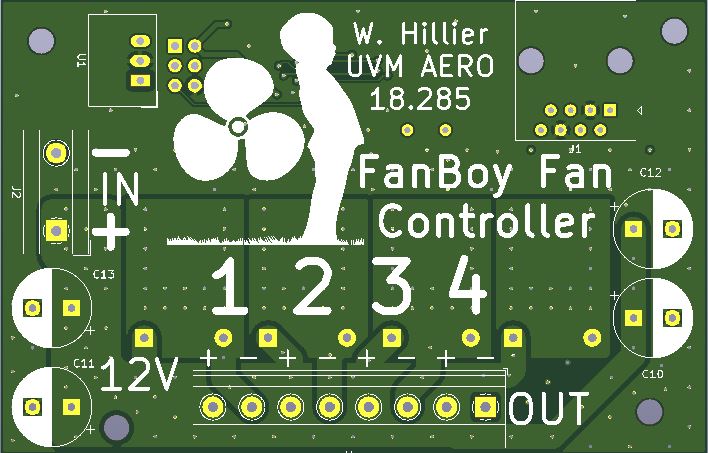 W. Hillier
UVM AERO
18.285
U1
J1
FanBoy Fan
Controller
C12
J2
−
IN
+
C13
1 2 3 4
C11
12V
+ − + − + − + −
C10
OUT